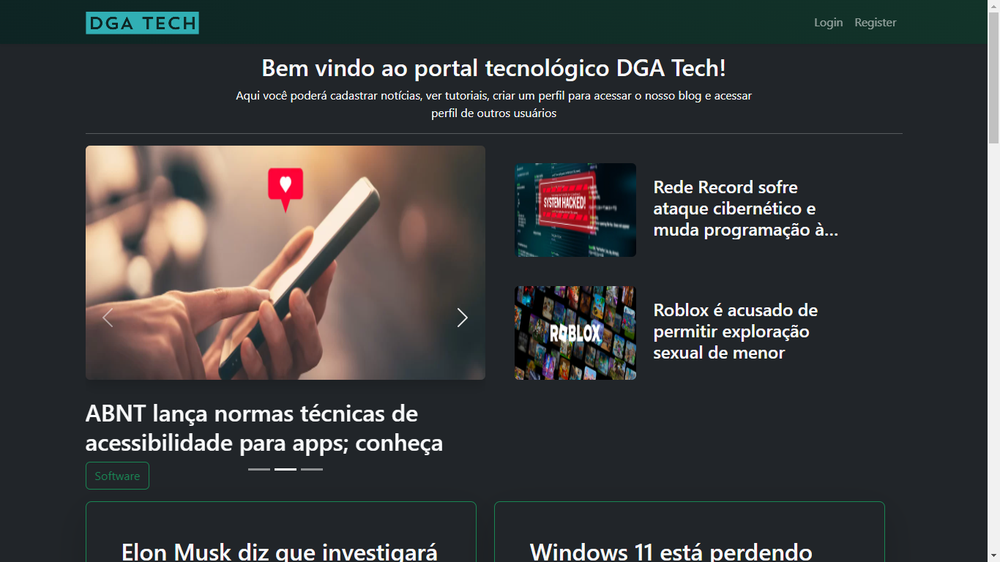 DGA TECH
Login Register
Bem vindo ao portal tecnológico DGA Tech!
Aqui você poderá cadastrar notícias, ver tutoriais, criar um perfil para acessar o nosso blog e acessar
perfil de outros usuários
SYSTEM HACKED!
Rede Record sofre
ataque cibernético e
muda programação à...
ROBLOX
Roblox é acusado de
permitir exploração
sexual de menor
ABNT lança normas técnicas de
acessibilidade para apps; conheça
Software
Elon Musk diz que investigará
Windows 11 está perdendo